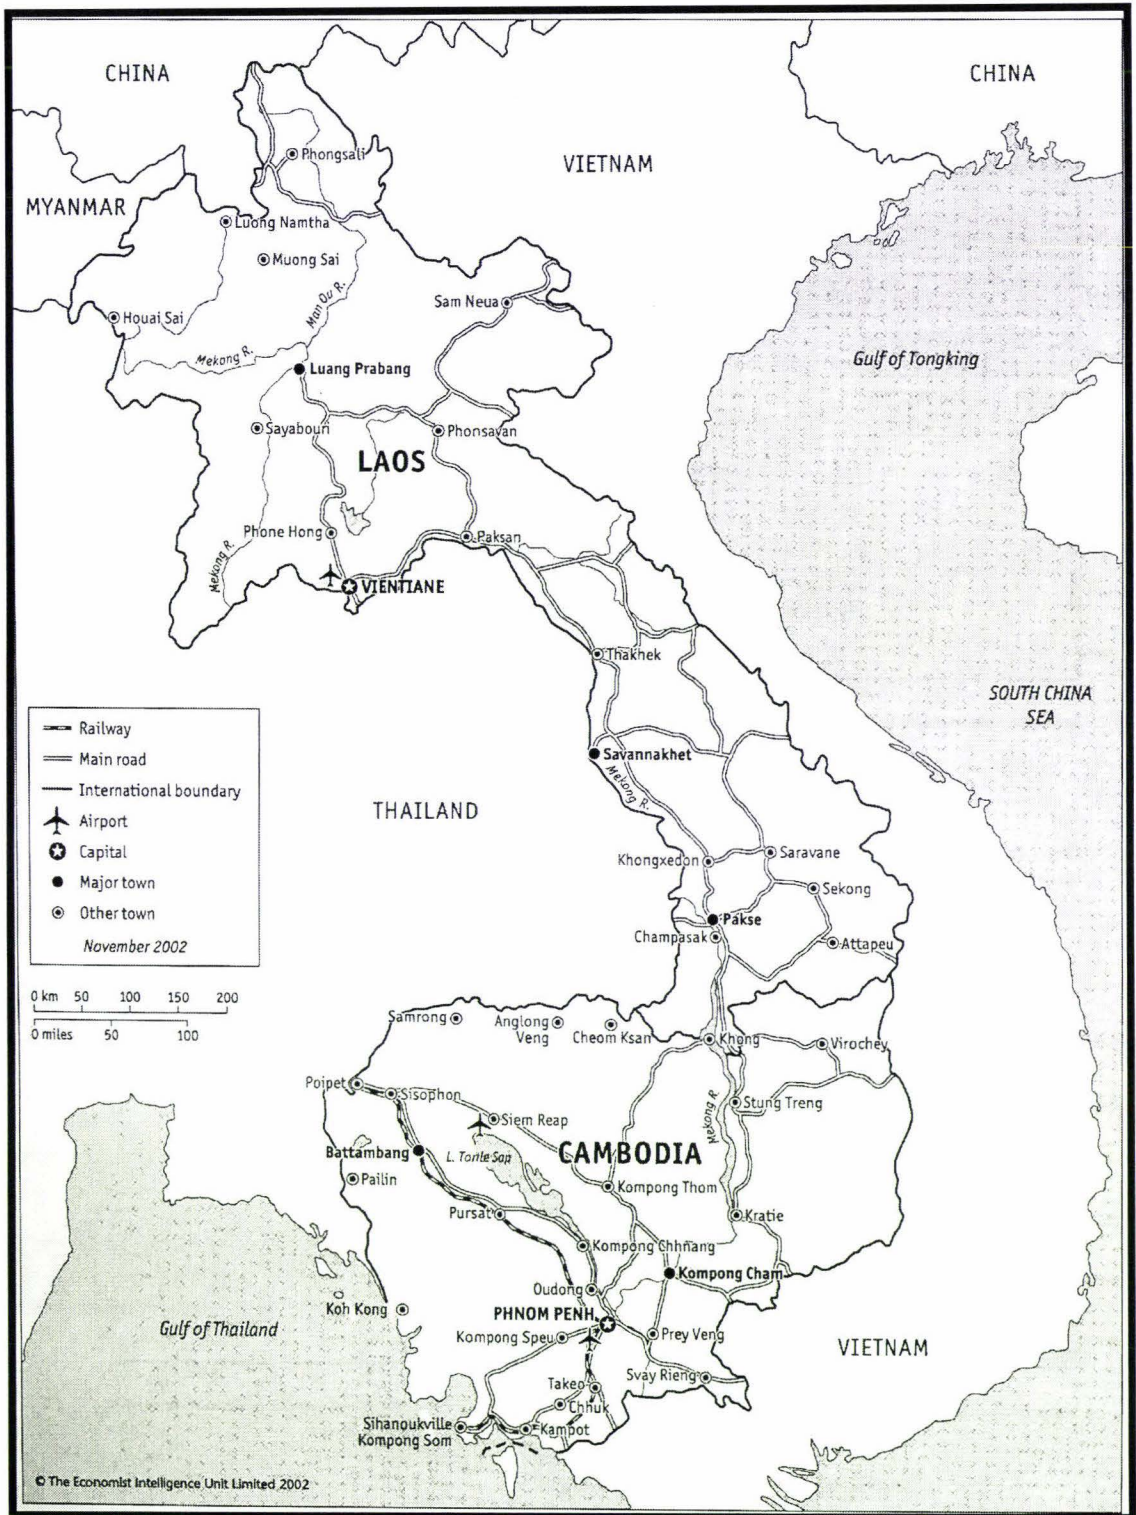 CHINA
CHINA
VIETNAM
Phongsali
MYANMAR
Luong Namtha
Muong Sai
Man Ou R.
Sam Neua
Houai Sai
Mekong R.
Luang Prabang
Gulf of Tongking
Sayabouri
Phonsavan
LAOS
Phone Hong
Paksan
Mekong R.
VIENTIANE
Thakhek
SOUTH CHINA
SEA
Railway
Main road
International boundary
Airport
Capital
Major town
Other town
November 2002
Savannakhet
Mekong R.
THAILAND
Khongxedon
Saravane
Sekong
Pakse
Champasak
Attapeu
0 km 50 100 150 200
0 miles 50 100
Samrong
Anglong
Veng
Cheom Ksan
Khong
Virochey
Poipet
Sisophon
Siem Reap
Stung Treng
Mekong R.
Battambang
L. Tonle Sap
CAMBODIA
Pailin
Kompong Thom
Pursat
Kratie
Kompong Chhnang
Kompong Cham
Oudong
Koh Kong
PHNOM PENH
Gulf of Thailand
Kompong Speu
Prey Veng
VIETNAM
Svay Rieng
Takeo
Chhuk
Sihanoukville
Kompong Som
Kampot
© The Economist Intelligence Unit Limited 2002